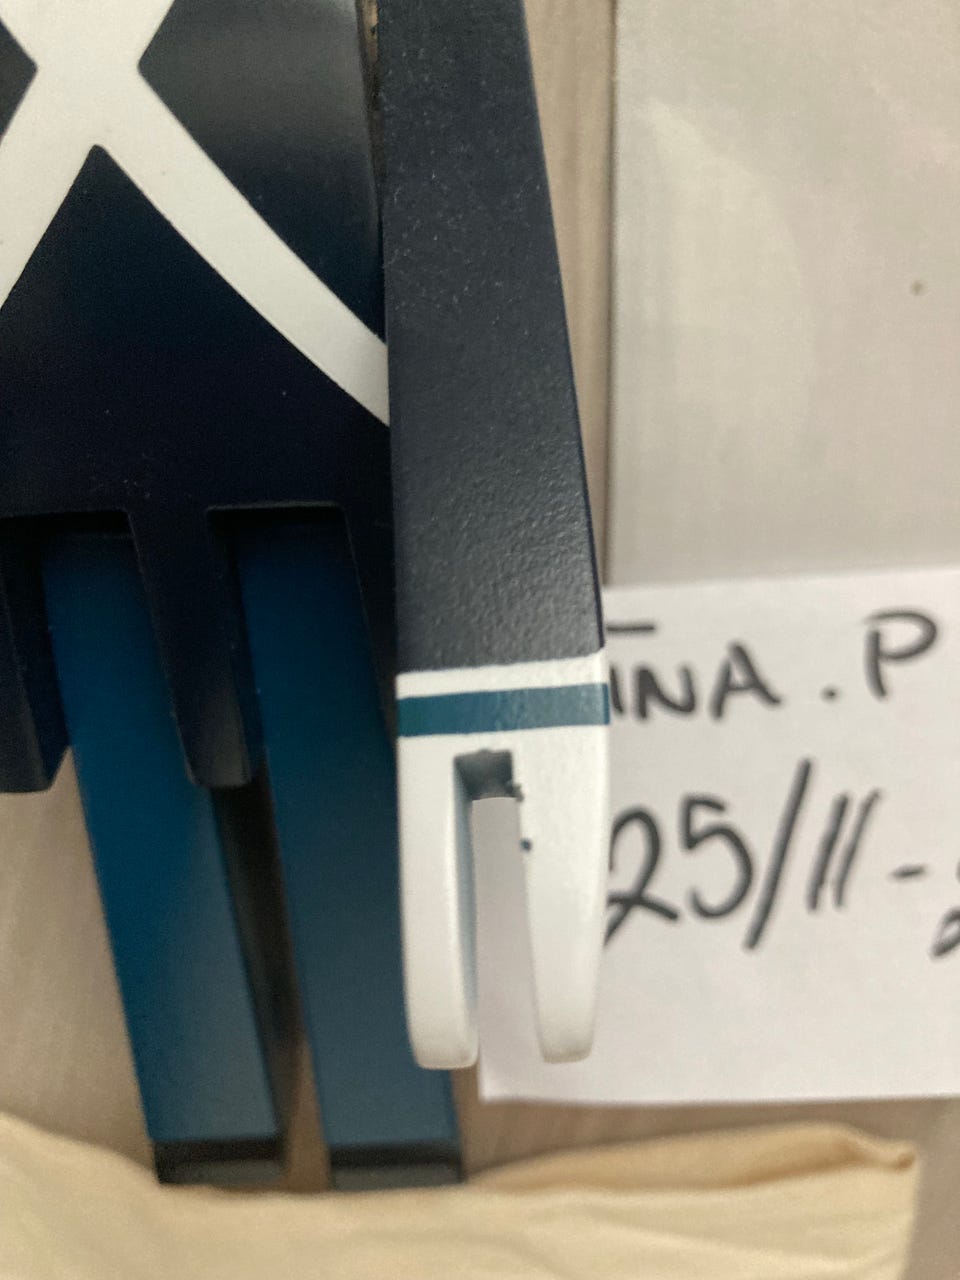 INA . P
25/11 -